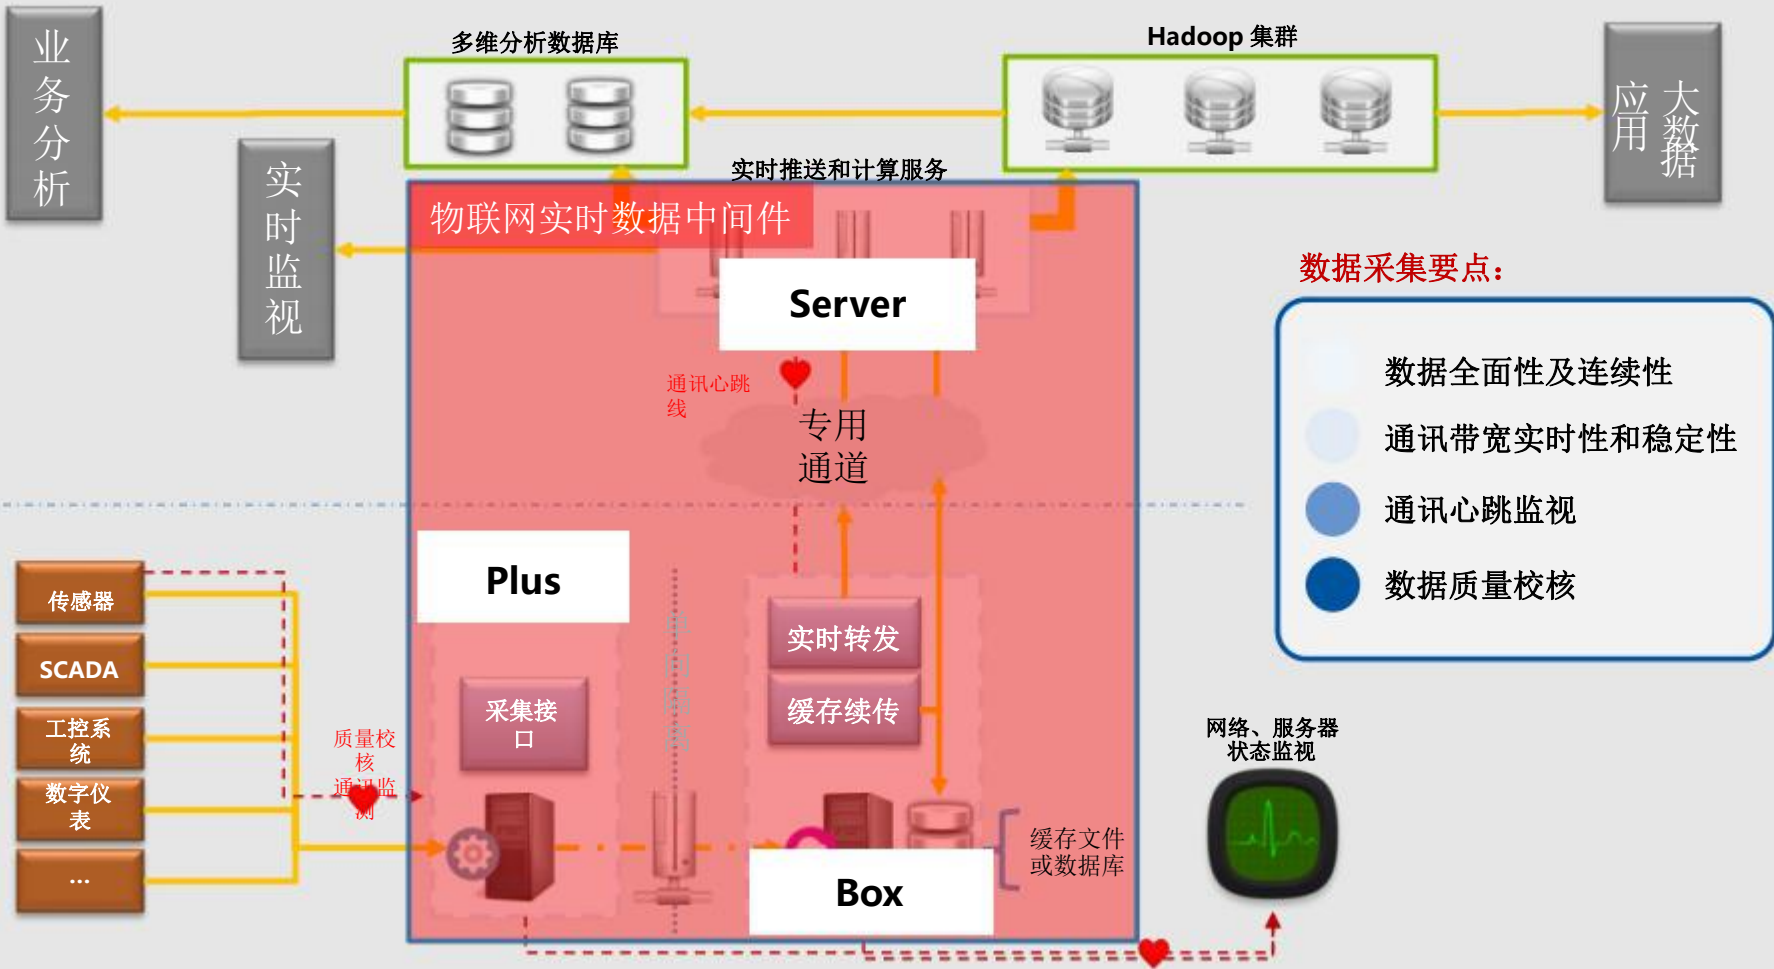 业
务
分
析
多维分析数据库
Hadoop 集群
大数据
应用
实
时
监
视
实时推送和计算服务
物联网实时数据中间件
Server
通讯心跳
线
专用
通道
数据采集要点：
数据全面性及连续性
通讯带宽实时性和稳定性
通讯心跳监视
数据质量校核
传感器
SCADA
工控系
统
数字仪
表
...
质量校
核
通讯监
测
Plus
采集接
口
实时转发
缓存续传
Box
缓存文件
或数据库
网络、服务器
状态监视